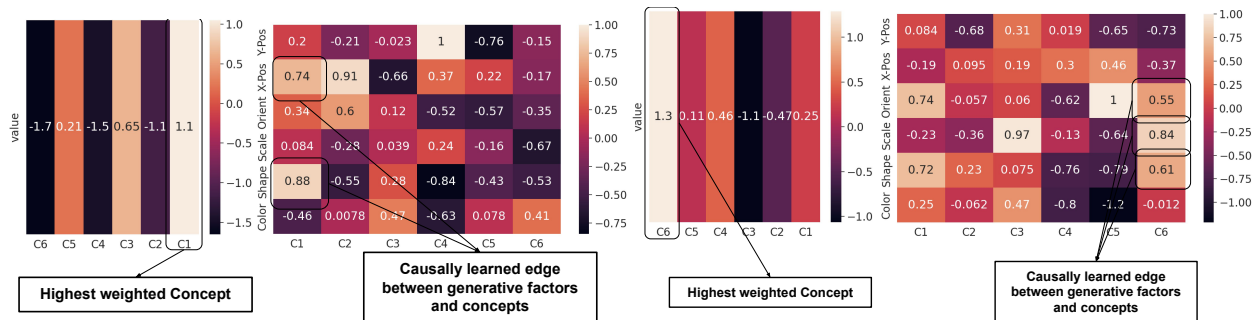 value
-1.7 0.21 -1.5 0.65 -1.1 1.1
C6 C5 C4 C3 C2 C1
1.0
0.5
0.0
−0.5
−1.0
−1.5
Highest weighted Concept
Y-Pos 0.2 -0.21 -0.023 1 -0.76 -0.15
X-Pos 0.74 0.91 -0.66 0.37 0.22 -0.17
Orient 0.34 0.6 0.12 -0.52 -0.57 -0.35
Scale 0.084 -0.28 0.039 0.24 -0.16 -0.67
Shape 0.88 -0.55 0.28 -0.84 -0.43 -0.53
Color -0.46 0.0078 0.47 -0.63 0.078 0.41
C1 C2 C3 C4 C5 C6
1.00
0.75
0.50
0.25
0.00
−0.25
−0.50
−0.75
Causally learned edge
between generative factors
and concepts
value
1.3 0.11 0.46 -1.1 -0.47 0.25
C6 C5 C4 C3 C2 C1
1.0
0.5
0.0
−0.5
−1.0
Highest weighted Concept
Y-Pos 0.084 -0.68 0.31 0.019 -0.65 -0.73
X-Pos -0.19 0.095 0.19 0.3 0.46 -0.37
Orient 0.74 -0.057 0.06 -0.62 1 0.55
Scale -0.23 -0.36 0.97 -0.13 -0.64 0.84
Shape 0.72 0.23 0.075 -0.76 -0.79 0.61
Color 0.25 -0.062 0.47 -0.8 -1.2 -0.012
C1 C2 C3 C4 C5 C6
1.00
0.75
0.50
0.25
0.00
−0.25
−0.50
−0.75
−1.00
Causally learned edge
between generative factors
and concepts